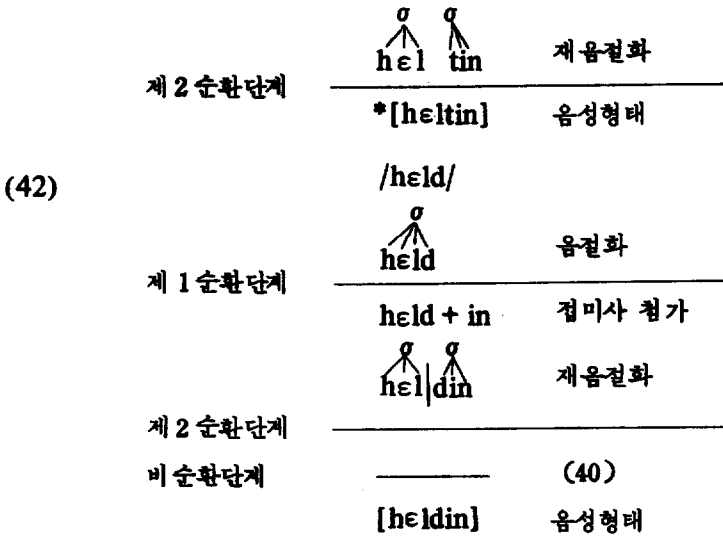 σ σ
hɛl tin 재음절화
제 2 순환단계
*[hɛltin] 음성형태
(42) /hɛld/
σ
hɛld 음절화
제 1 순환단계
hɛld + in 접미사 첨가
σ σ
hɛl|din 재음절화
제 2 순환단계
비순환단계 (40)
[hɛldin] 음성형태